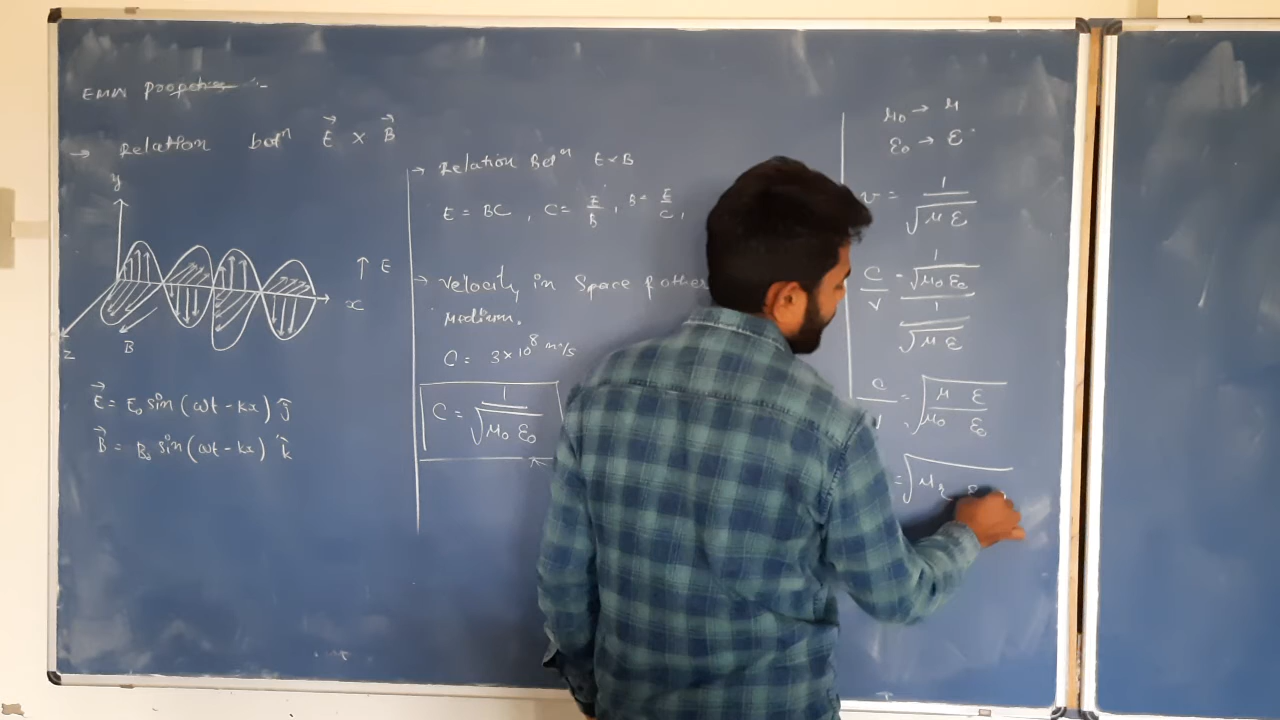 EMW Properties :-
→ Relation betn E⃗ × B⃗
y
↑ E
x
z
B
E⃗ = E₀ sin(ωt - kx) ĵ
B⃗ = B₀ sin(ωt - kx) k̂
→ Relation Betn E × B
E = BC , C = E/B , B = E/C ,
→ Velocity in Space & other
Medium.
C = 3×10⁸ m/s
C = 1/√(μ₀ ε₀)
μ₀ → μ
ε₀ → ε
v = 1/√(μ ε)
C/v = (1/√(μ₀ ε₀))/(1/√(μ ε))
C/v = √(μ ε/μ₀ ε₀)
= √(μr